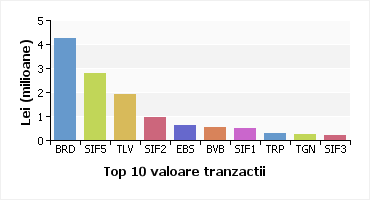 Lei (milioane)
5
4
3
2
1
0
BRD SIF5 TLV SIF2 EBS BVB SIF1 TRP TGN SIF3
Top 10 valoare tranzactii